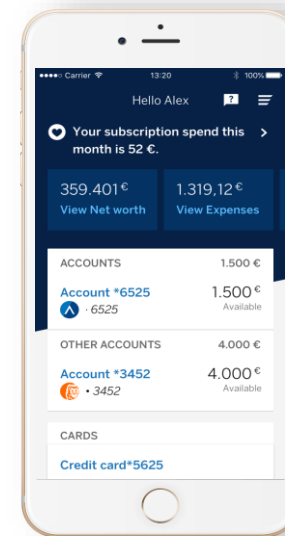 Carrier 13:20 100%
Hello Alex ?
Your subscription spend this
month is 52 €.
359.401 € 1.319,12 €
View Net worth View Expenses
ACCOUNTS 1.500 €
Account *6525 1.500 €
· 6525 Available
OTHER ACCOUNTS 4.000 €
Account *3452 4.000 €
• 3452 Available
CARDS
Credit card*5625